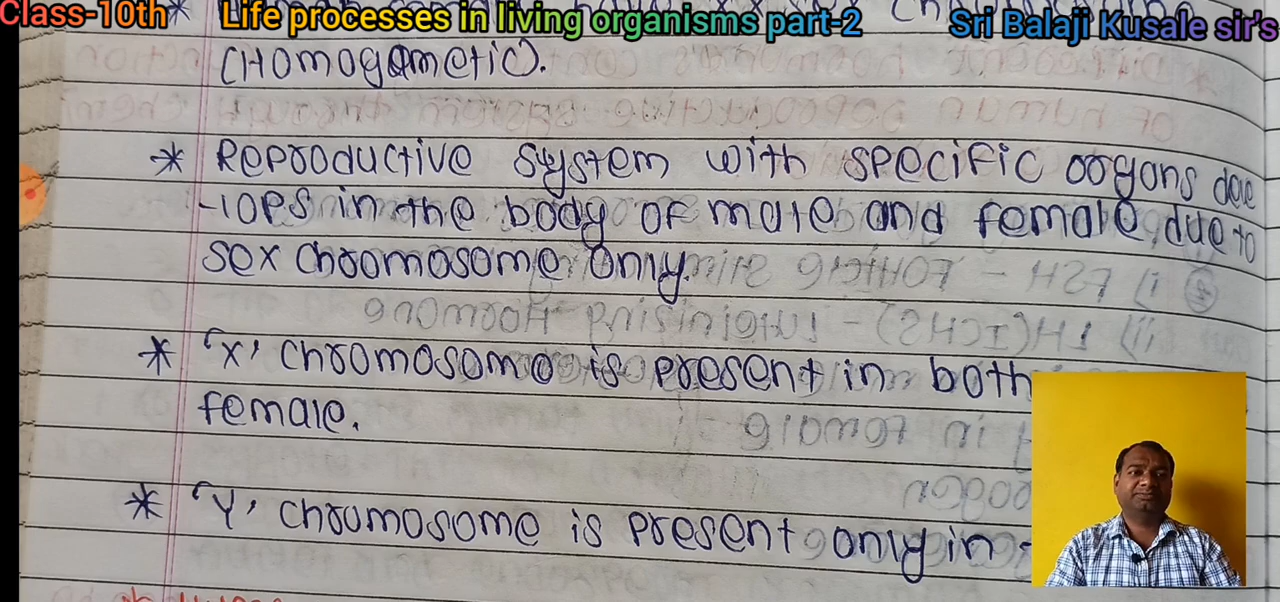 Class-10th Life processes in living organisms part-2 Sri Balaji Kusale sir's
(Homogametic).
* Reproductive system with specific organs deve
-lops in the body of male and female due to
sex chromosome only.
* 'X' chromosome is present in both
female.
* 'Y' chromosome is present only in